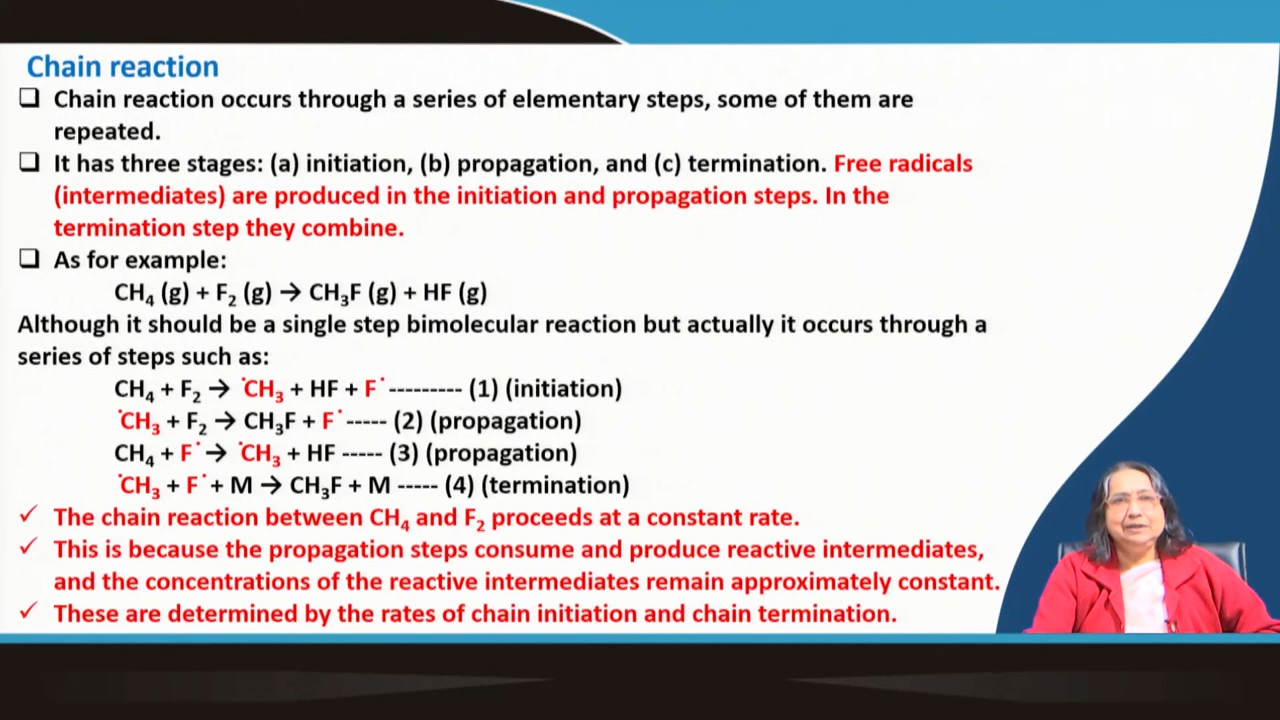 Chain reaction
❑ Chain reaction occurs through a series of elementary steps, some of them are
repeated.
❑ It has three stages: (a) initiation, (b) propagation, and (c) termination. Free radicals
(intermediates) are produced in the initiation and propagation steps. In the
termination step they combine.
❑ As for example:
CH₄ (g) + F₂ (g) → CH₃F (g) + HF (g)
Although it should be a single step bimolecular reaction but actually it occurs through a
series of steps such as:
CH₄ + F₂ → ˙CH₃ + HF + F˙ --------- (1) (initiation)
˙CH₃ + F₂ → CH₃F + F˙ ----- (2) (propagation)
CH₄ + F˙ → ˙CH₃ + HF ----- (3) (propagation)
˙CH₃ + F˙ + M → CH₃F + M ----- (4) (termination)
✓ The chain reaction between CH₄ and F₂ proceeds at a constant rate.
✓ This is because the propagation steps consume and produce reactive intermediates,
and the concentrations of the reactive intermediates remain approximately constant.
✓ These are determined by the rates of chain initiation and chain termination.